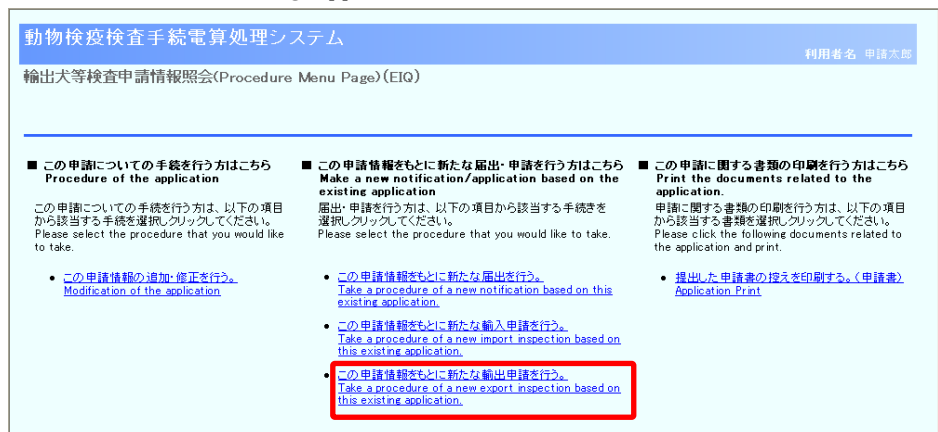 動物検疫検査手続電算処理システム
利用者名 申請太郎
輸出犬等検査申請情報照会(Procedure Menu Page)(EIQ)
■ この申請についての手続を行う方はこちら
Procedure of the application
この申請についての手続を行う方は、以下の項目
から該当する手続を選択しクリックしてください。
Please select the procedure that you would like
to take.
• この申請情報の追加・修正を行う。
Modification of the application
■ この申請情報をもとに新たな届出・申請を行う方はこちら
Make a new notification/application based on the
existing application
届出・申請を行う方は、以下の項目から該当する手続きを
選択しクリックしてください。
Please select the procedure that you would like to take.
• この申請情報をもとに新たな届出を行う。
Take a procedure of a new notification based on this
existing application.
• この申請情報をもとに新たな輸入申請を行う。
Take a procedure of a new import inspection based on
this existing application.
• この申請情報をもとに新たな輸出申請を行う。
Take a procedure of a new export inspection based on
this existing application.
■ この申請に関する書類の印刷を行う方はこちら
Print the documents related to the
application.
申請に関する書類の印刷を行う方は、以下の項目
から該当する書類を選択しクリックしてください。
Please click the following documents related to
the application and print.
• 提出した申請書の控えを印刷する。(申請書)
Application Print